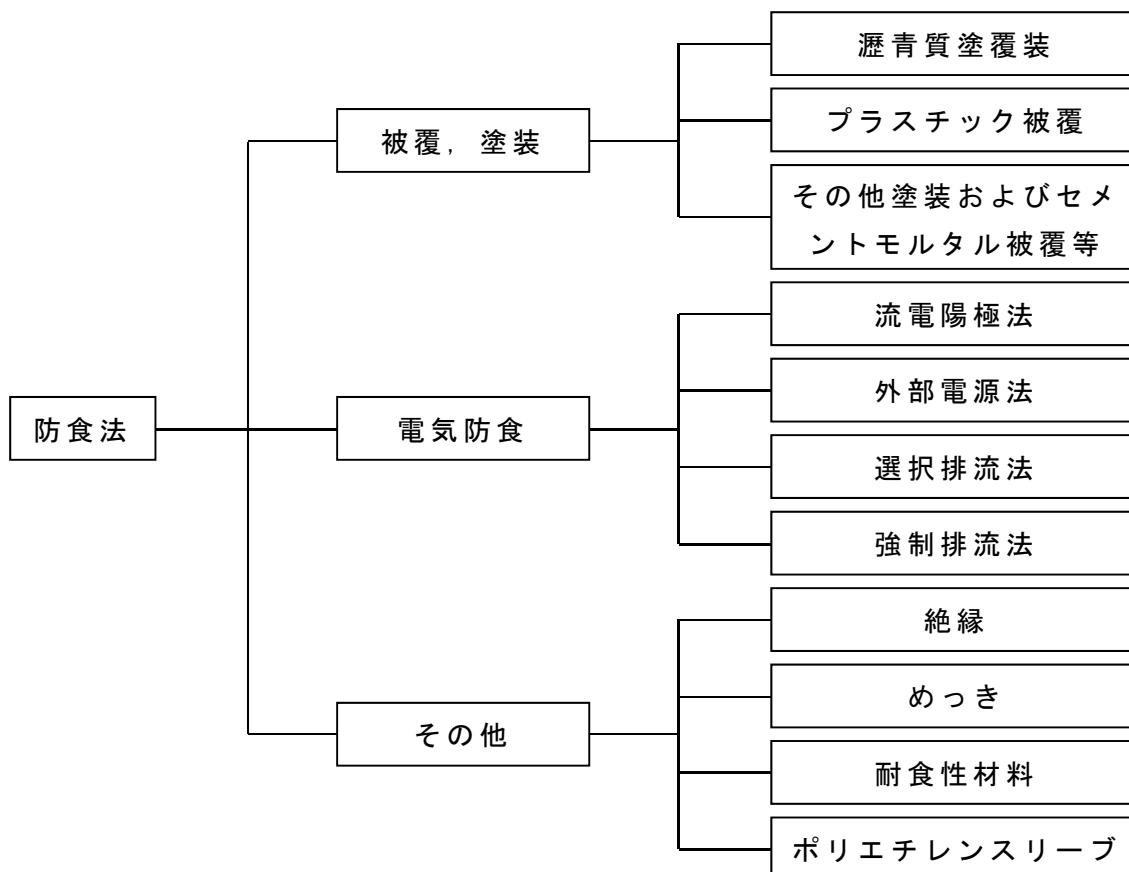 防食法
被覆，塗装
瀝青質塗覆装
プラスチック被覆
その他塗装およびセメ
ントモルタル被覆等
電気防食
流電陽極法
外部電源法
選択排流法
強制排流法
その他
絶縁
めっき
耐食性材料
ポリエチレンスリーブ